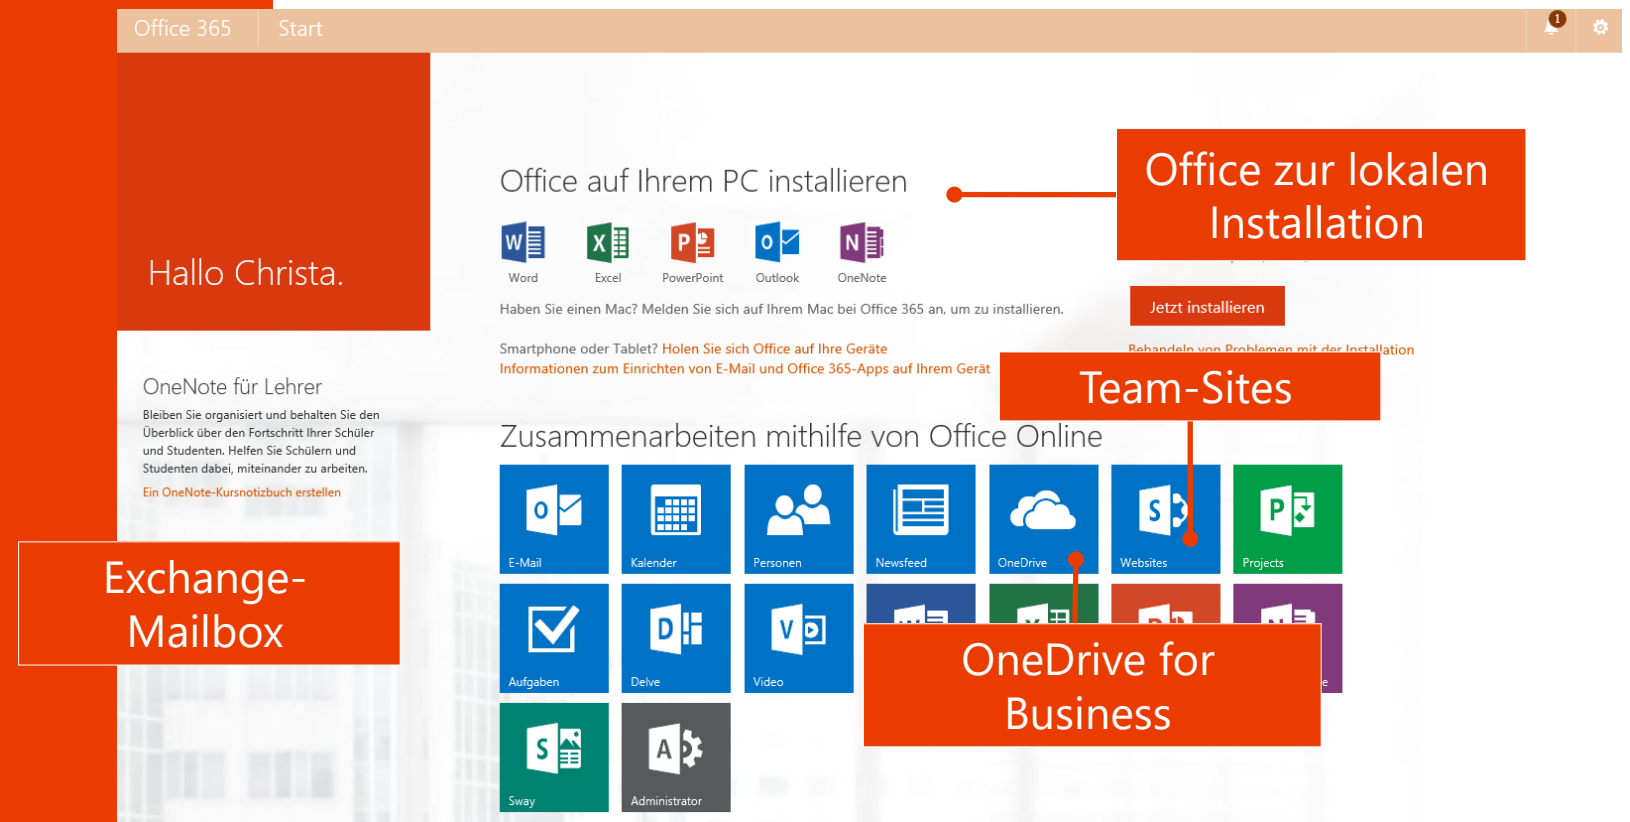 Office 365
Start
1
Office auf Ihrem PC installieren
Office zur lokalen
Installation
Hallo Christa.
Word
Excel
PowerPoint
Outlook
OneNote
Haben Sie einen Mac? Melden Sie sich auf Ihrem Mac bei Office 365 an, um zu installieren.
Jetzt installieren
Smartphone oder Tablet? Holen Sie sich Office auf Ihre Geräte
Informationen zum Einrichten von E-Mail und Office 365-Apps auf Ihrem Gerät
Behandeln von Problemen mit der Installation
Team-Sites
OneNote für Lehrer
Bleiben Sie organisiert und behalten Sie den
Überblick über den Fortschritt Ihrer Schüler
und Studenten. Helfen Sie Schülern und
Studenten dabei, miteinander zu arbeiten.
Ein OneNote-Kursnotizbuch erstellen
Zusammenarbeiten mithilfe von Office Online
E-Mail
Kalender
Personen
Newsfeed
OneDrive
Websites
Projects
Exchange-
Mailbox
Aufgaben
Delve
Video
OneDrive for
Business
Sway
Administrator